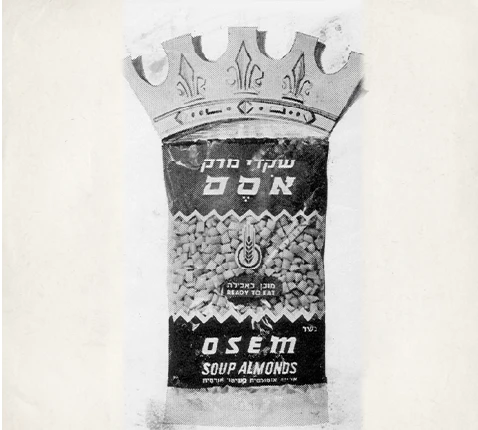 שקדי מרק
אסם
מוכן לאכילה
READY TO EAT
כשר
OSEM
SOUP ALMONDS